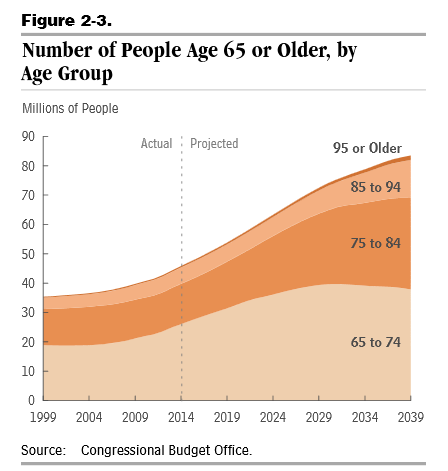 Figure 2-3.
Number of People Age 65 or Older, by
Age Group
Millions of People
90
80
70
60
50
40
30
20
10
0
Actual Projected
95 or Older
85 to 94
75 to 84
65 to 74
1999 2004 2009 2014 2019 2024 2029 2034 2039
Source: Congressional Budget Office.